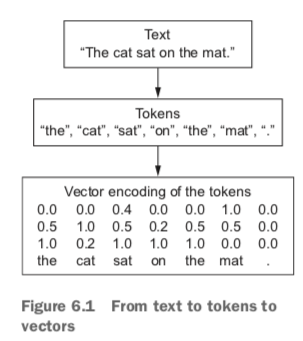 Text
“The cat sat on the mat.”
Tokens
“the”, “cat”, “sat”, “on”, “the”, “mat”, “.”
Vector encoding of the tokens
0.0 0.0 0.4 0.0 0.0 1.0 0.0
0.5 1.0 0.5 0.2 0.5 0.5 0.0
1.0 0.2 1.0 1.0 1.0 0.0 0.0
the cat sat on the mat .
Figure 6.1 From text to tokens to
vectors